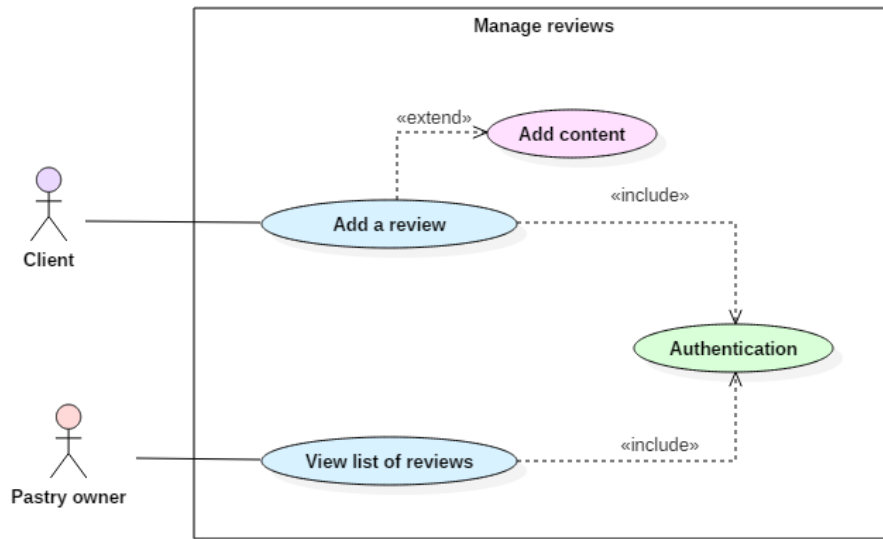 Manage reviews
«extend»
Add content
«include»
Add a review
Client
Authentication
«include»
View list of reviews
Pastry owner